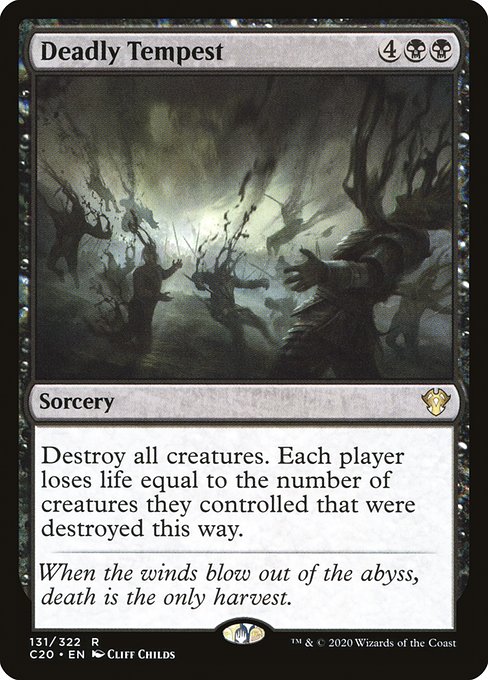 Deadly Tempest 4
Sorcery
Destroy all creatures. Each player
loses life equal to the number of
creatures they controlled that were
destroyed this way.
When the winds blow out of the abyss,
death is the only harvest.
131/322 R
C20 • EN Cliff Childs
™ & © 2020 Wizards of the Coast